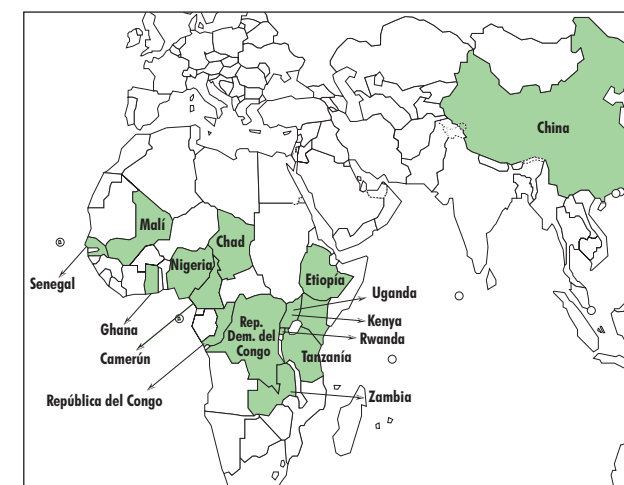 China
Malí
Chad
Nigeria
Etiopía
Senegal
Uganda
Ghana
Kenya
Rep.
Dem. del
Congo
Rwanda
Camerún
Tanzanía
República del Congo
Zambia